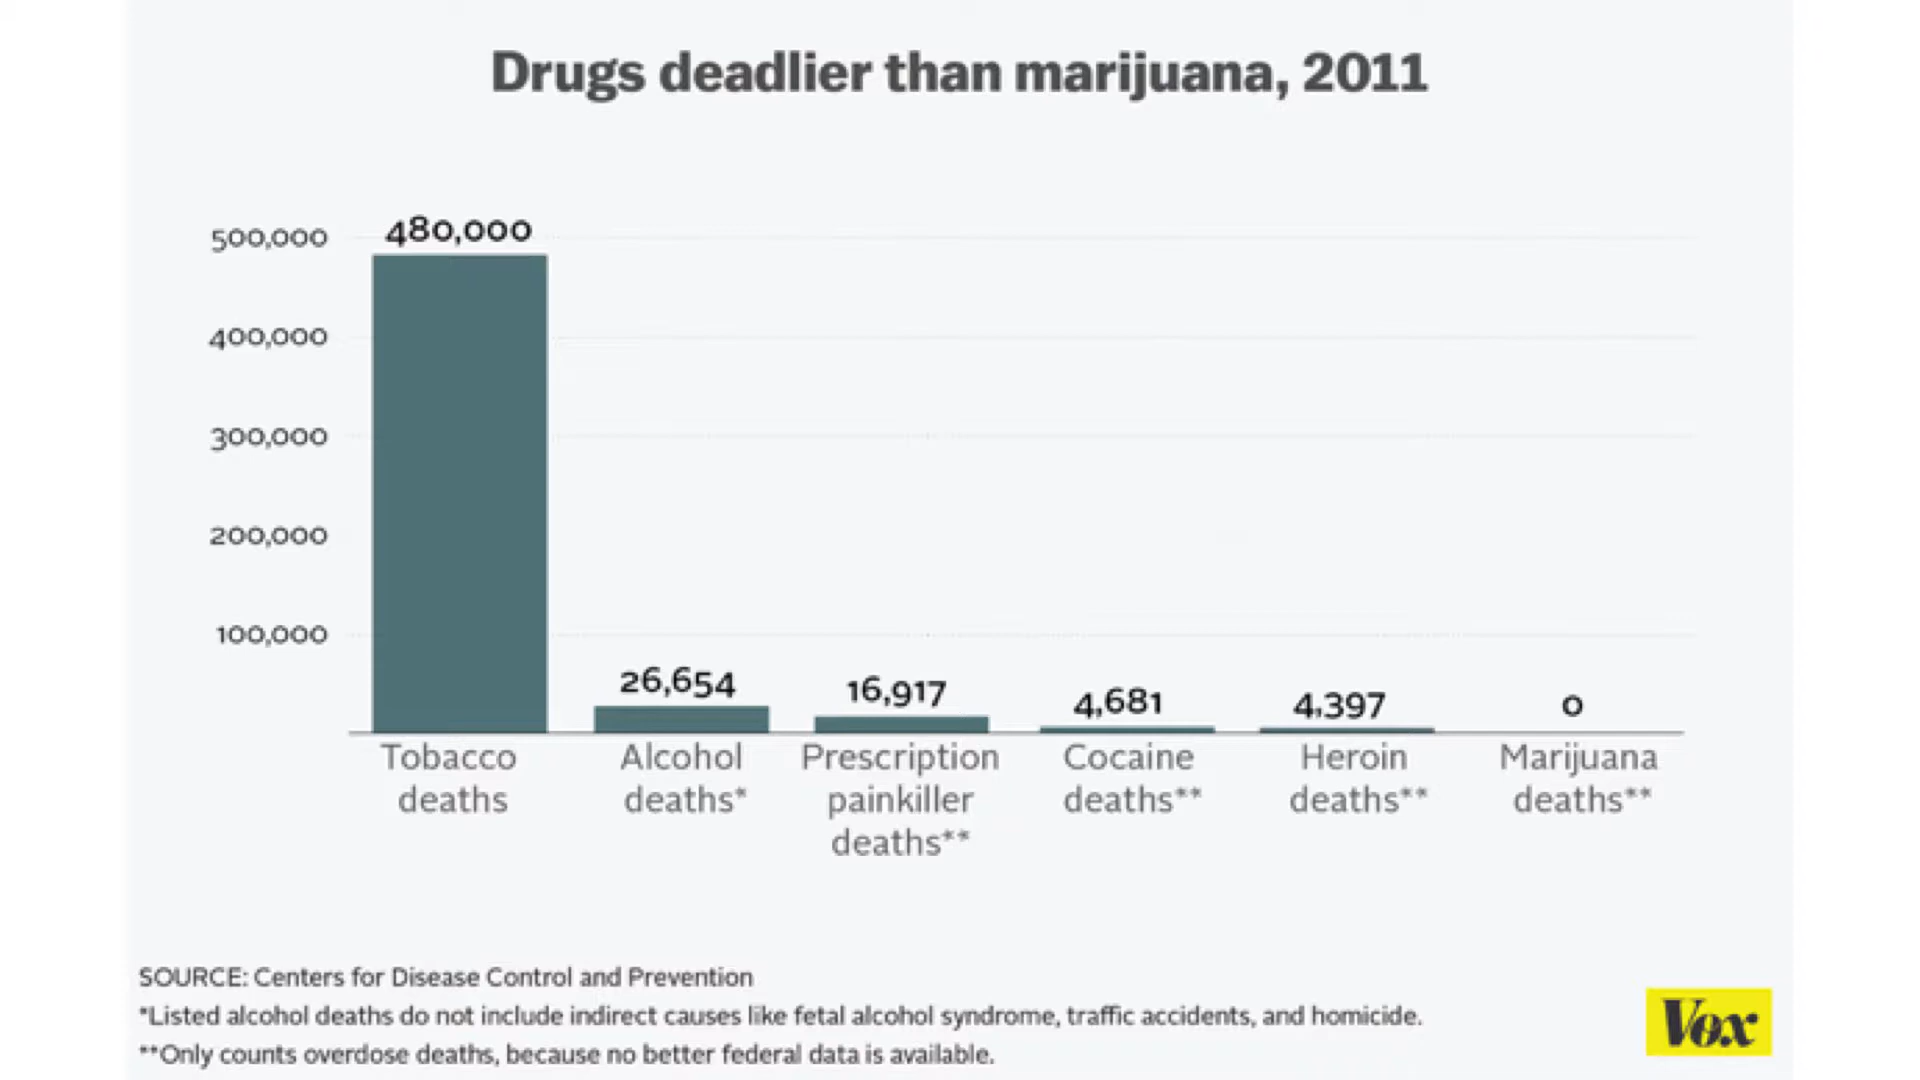 Drugs deadlier than marijuana, 2011
500,000
400,000
300,000
200,000
100,000
480,000
26,654
16,917
4,681
4,397
0
Tobacco
deaths
Alcohol
deaths*
Prescription
painkiller
deaths**
Cocaine
deaths**
Heroin
deaths**
Marijuana
deaths**
SOURCE: Centers for Disease Control and Prevention
*Listed alcohol deaths do not include indirect causes like fetal alcohol syndrome, traffic accidents, and homicide.
**Only counts overdose deaths, because no better federal data is available.
Vox